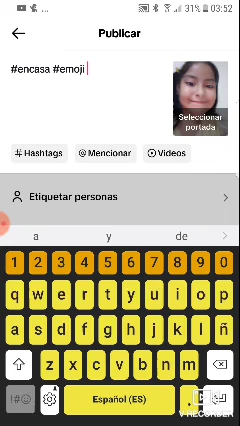 31% 03:52
Publicar
#encasa #emoji
Seleccionar portada
# Hashtags @ Mencionar Videos
Etiquetar personas
a y de
1 2 3 4 5 6 7 8 9 0
q w e r t y u i o p
a s d f g h j k l ñ
z x c v b n m
!#☺ Español (ES) .
V RECORDER